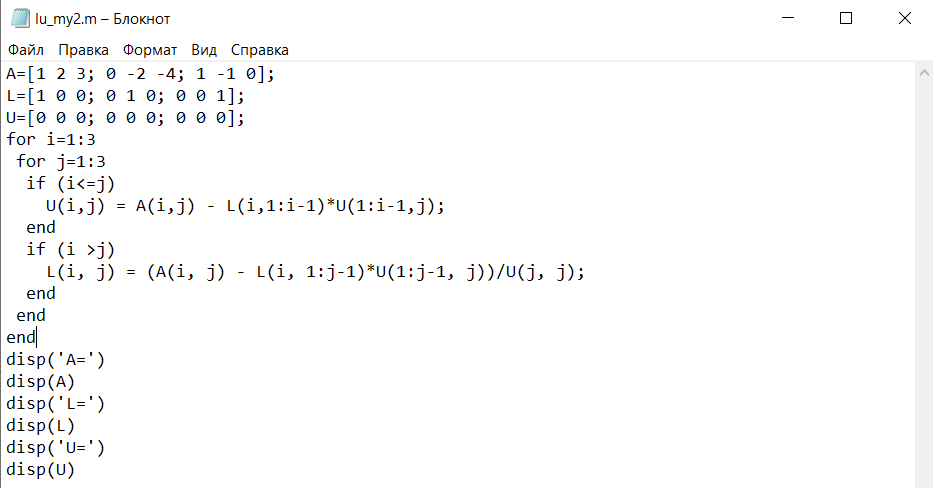 lu_my2.m – Блокнот
Файл Правка Формат Вид Справка
A=[1 2 3; 0 -2 -4; 1 -1 0];
L=[1 0 0; 0 1 0; 0 0 1];
U=[0 0 0; 0 0 0; 0 0 0];
for i=1:3
 for j=1:3
  if (i<=j)
    U(i,j) = A(i,j) - L(i,1:i-1)*U(1:i-1,j);
  end
  if (i >j)
    L(i, j) = (A(i, j) - L(i, 1:j-1)*U(1:j-1, j))/U(j, j);
  end
 end
end
disp('A=')
disp(A)
disp('L=')
disp(L)
disp('U=')
disp(U)